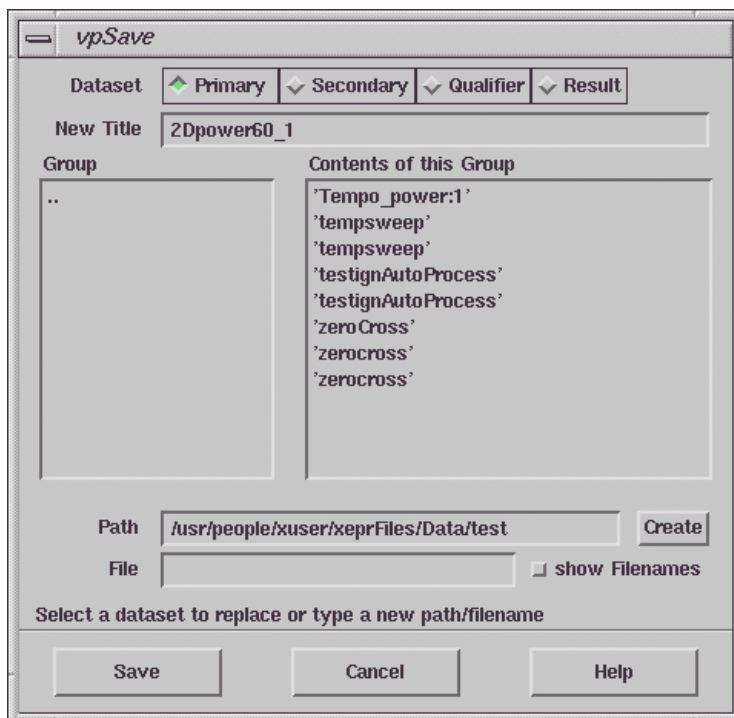 vpSave
Dataset Primary Secondary Qualifier Result
New Title 2Dpower60_1
Group Contents of this Group
..
'Tempo_power:1'
'tempsweep'
'tempsweep'
'testignAutoProcess'
'testignAutoProcess'
'zeroCross'
'zerocross'
'zerocross'
Path /usr/people/xuser/xeprFiles/Data/test Create
File show Filenames
Select a dataset to replace or type a new path/filename
Save Cancel Help